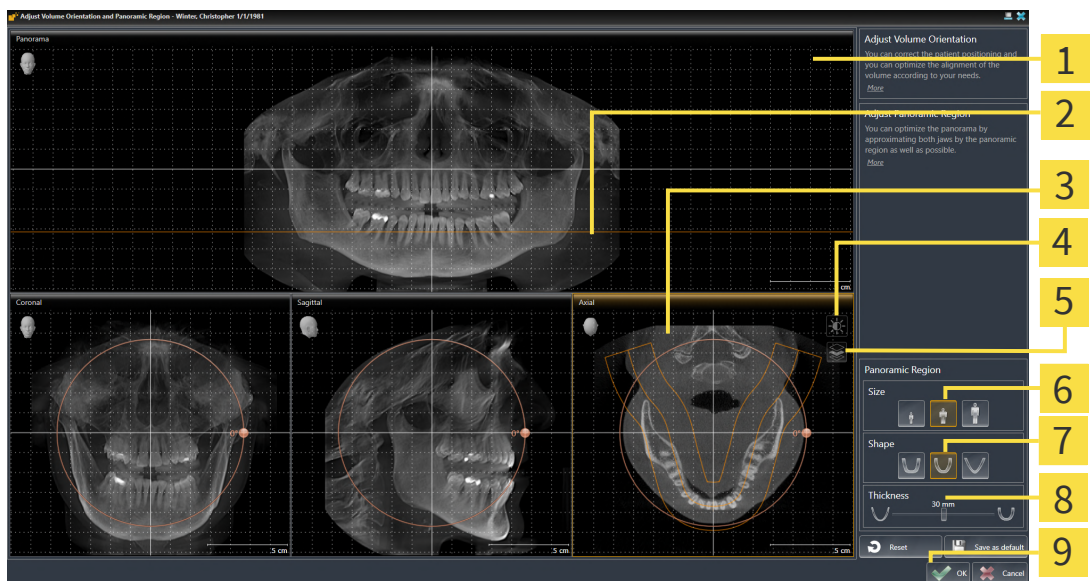 Adjust Volume Orientation and Panoramic Region - Winter, Christopher 1/1/1981
Panorama
cm
Coronal
0°
.5 cm
Sagittal
0°
.5 cm
Axial
0°
.5 cm
Adjust Volume Orientation
You can correct the patient positioning and
you can optimize the alignment of the
volume according to your needs.
More
Adjust Panoramic Region
You can optimize the panorama by
approximating both jaws by the panoramic
region as well as possible.
More
Panoramic Region
Size
Shape
Thickness
30 mm
Reset
Save as default
OK
Cancel
1
2
3
4
5
6
7
8
9